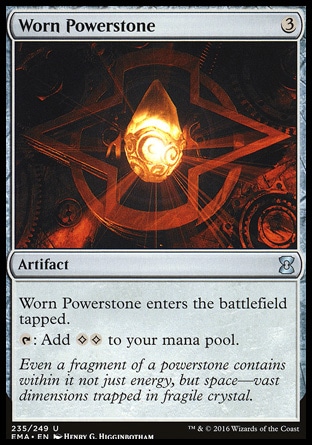 Worn Powerstone 3
Artifact
Worn Powerstone enters the battlefield
tapped.
: Add to your mana pool.
Even a fragment of a powerstone contains
within it not just energy, but space—vast
dimensions trapped in fragile crystal.
235/249 U
EMA • EN Henry G. Higginbotham
™ & © 2016 Wizards of the Coast